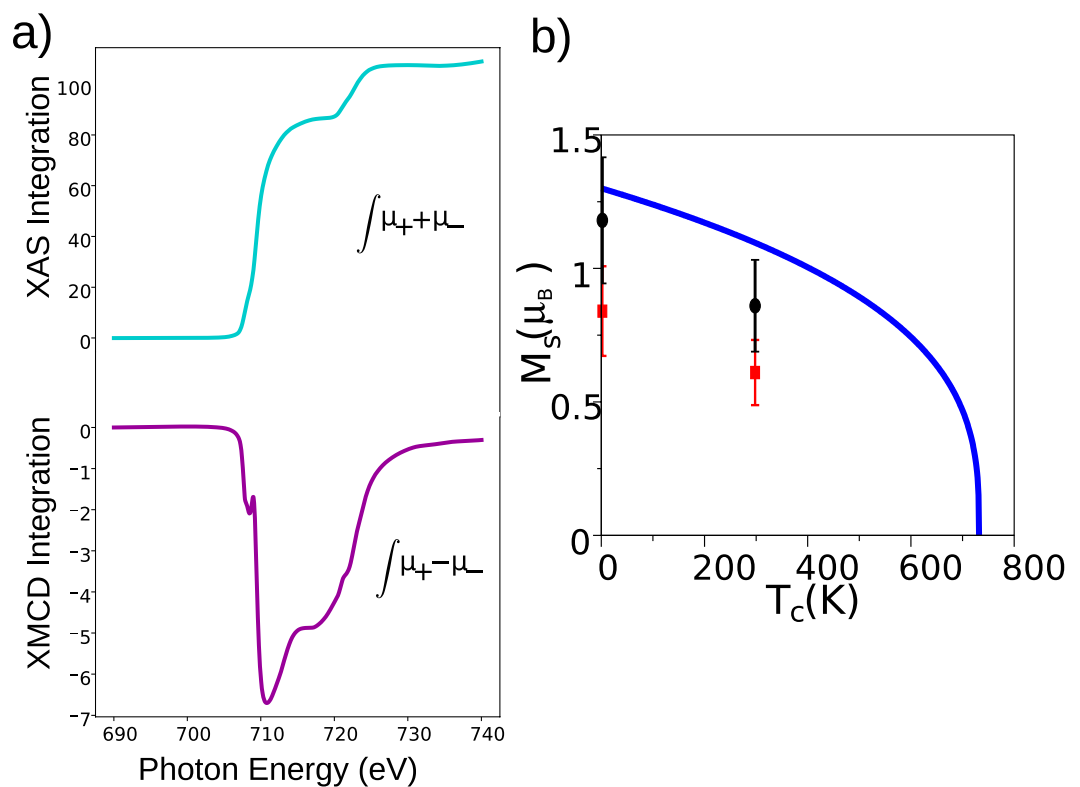 a)
XAS Integration
100
80
60
40
20
0
∫μ₊+μ₋
XMCD Integration
0
−1
−2
−3
−4
−5
−6
−7
∫μ₊−μ₋
690 700 710 720 730 740
Photon Energy (eV)
b)
Mₛ(μ_B)
1.5
1
0.5
0
0 200 400 600 800
T_c(K)